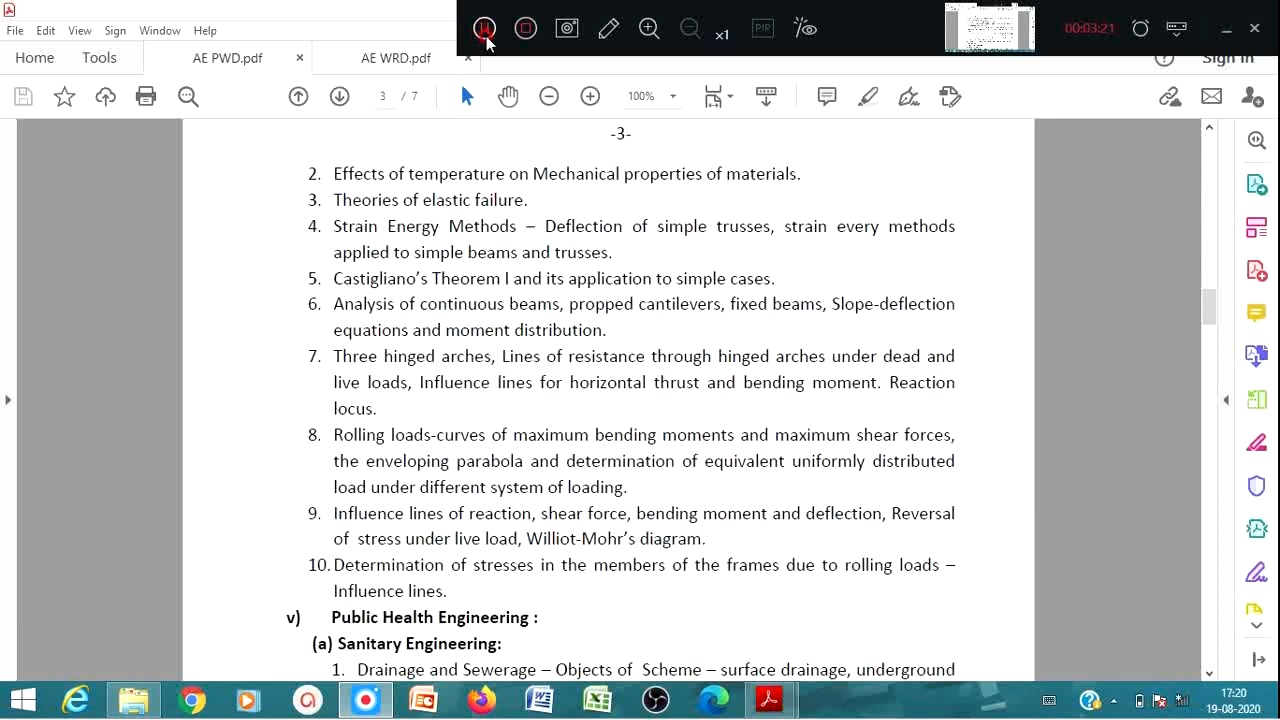 File Edit View Sign Window Help
x1
PIP
00:03:21
Home Tools AE PWD.pdf × AE WRD.pdf ×
Sign In
3 / 7
100%
-3-
2. Effects of temperature on Mechanical properties of materials.
3. Theories of elastic failure.
4. Strain Energy Methods – Deflection of simple trusses, strain every methods
applied to simple beams and trusses.
5. Castigliano’s Theorem I and its application to simple cases.
6. Analysis of continuous beams, propped cantilevers, fixed beams, Slope-deflection
equations and moment distribution.
7. Three hinged arches, Lines of resistance through hinged arches under dead and
live loads, Influence lines for horizontal thrust and bending moment. Reaction
locus.
8. Rolling loads-curves of maximum bending moments and maximum shear forces,
the enveloping parabola and determination of equivalent uniformly distributed
load under different system of loading.
9. Influence lines of reaction, shear force, bending moment and deflection, Reversal
of stress under live load, Williot-Mohr’s diagram.
10. Determination of stresses in the members of the frames due to rolling loads –
Influence lines.
v) Public Health Engineering :
(a) Sanitary Engineering:
1. Drainage and Sewerage – Objects of Scheme – surface drainage, underground
17:20
19-08-2020